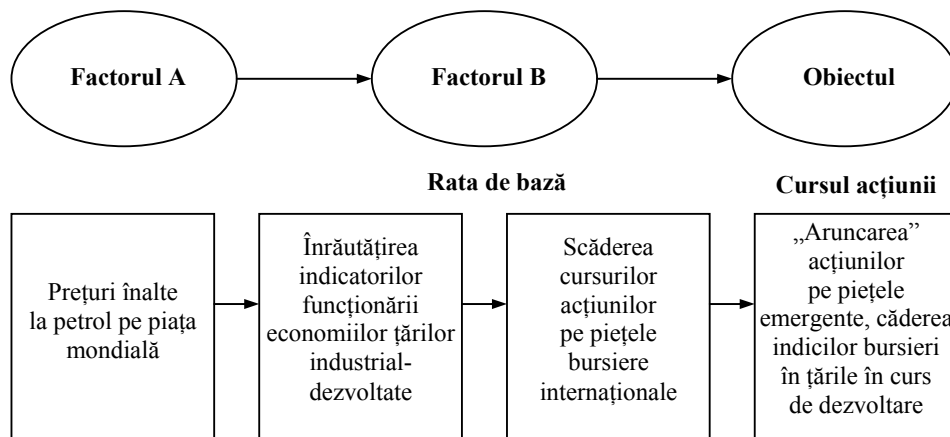 Factorul A
Factorul B
Obiectul
Rata de bază
Cursul acțiunii
Prețuri înalte
la petrol pe piața
mondială
Înrăutățirea
indicatorilor
funcționării
economiilor țărilor
industrial-
dezvoltate
Scăderea
cursurilor
acțiunilor
pe piețele
bursiere
internaționale
„Aruncarea”
acțiunilor
pe piețele
emergente, căderea
indicilor bursieri
în țările în curs
de dezvoltare